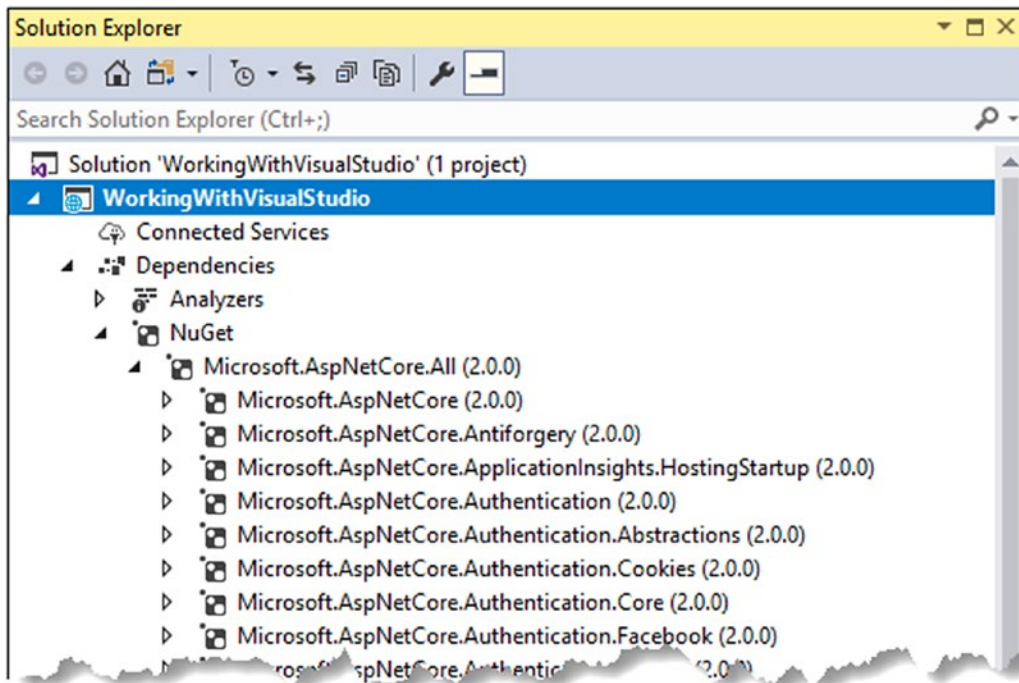 Solution Explorer
Search Solution Explorer (Ctrl+;)
Solution 'WorkingWithVisualStudio' (1 project)
WorkingWithVisualStudio
Connected Services
Dependencies
Analyzers
NuGet
Microsoft.AspNetCore.All (2.0.0)
Microsoft.AspNetCore (2.0.0)
Microsoft.AspNetCore.Antiforgery (2.0.0)
Microsoft.AspNetCore.ApplicationInsights.HostingStartup (2.0.0)
Microsoft.AspNetCore.Authentication (2.0.0)
Microsoft.AspNetCore.Authentication.Abstractions (2.0.0)
Microsoft.AspNetCore.Authentication.Cookies (2.0.0)
Microsoft.AspNetCore.Authentication.Core (2.0.0)
Microsoft.AspNetCore.Authentication.Facebook (2.0.0)